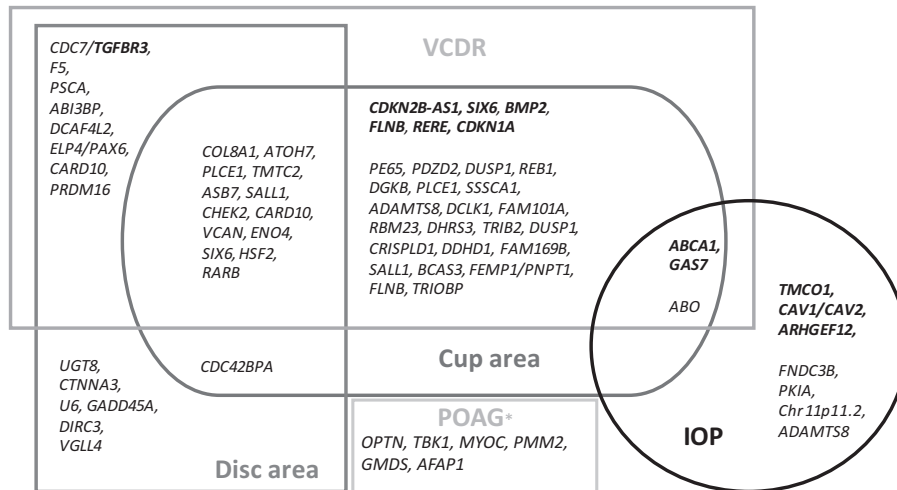 VCDR
CDC7/TGFBR3,
F5,
PSCA,
ABI3BP,
DCAF4L2,
ELP4/PAX6,
CARD10,
PRDM16
COL8A1, ATOH7,
PLCE1, TMTC2,
ASB7, SALL1,
CHEK2, CARD10,
VCAN, ENO4,
SIX6, HSF2,
RARB
CDKN2B-AS1, SIX6, BMP2,
FLNB, RERE, CDKN1A
PE65, PDZD2, DUSP1, REB1,
DGKB, PLCE1, SSSCA1,
ADAMTS8, DCLK1, FAM101A,
RBM23, DHRS3, TRIB2, DUSP1,
CRISPLD1, DDHD1, FAM169B,
SALL1, BCAS3, FEMP1/PNPT1,
FLNB, TRIOBP
ABCA1,
GAS7
ABO
TMCO1,
CAV1/CAV2,
ARHGEF12,
FNDC3B,
PKIA,
Chr 11p11.2,
ADAMTS8
IOP
UGT8,
CTNNA3,
U6, GADD45A,
DIRC3,
VGLL4
CDC42BPA
Cup area
Disc area
POAG*
OPTN, TBK1, MYOC, PMM2,
GMDS, AFAP1